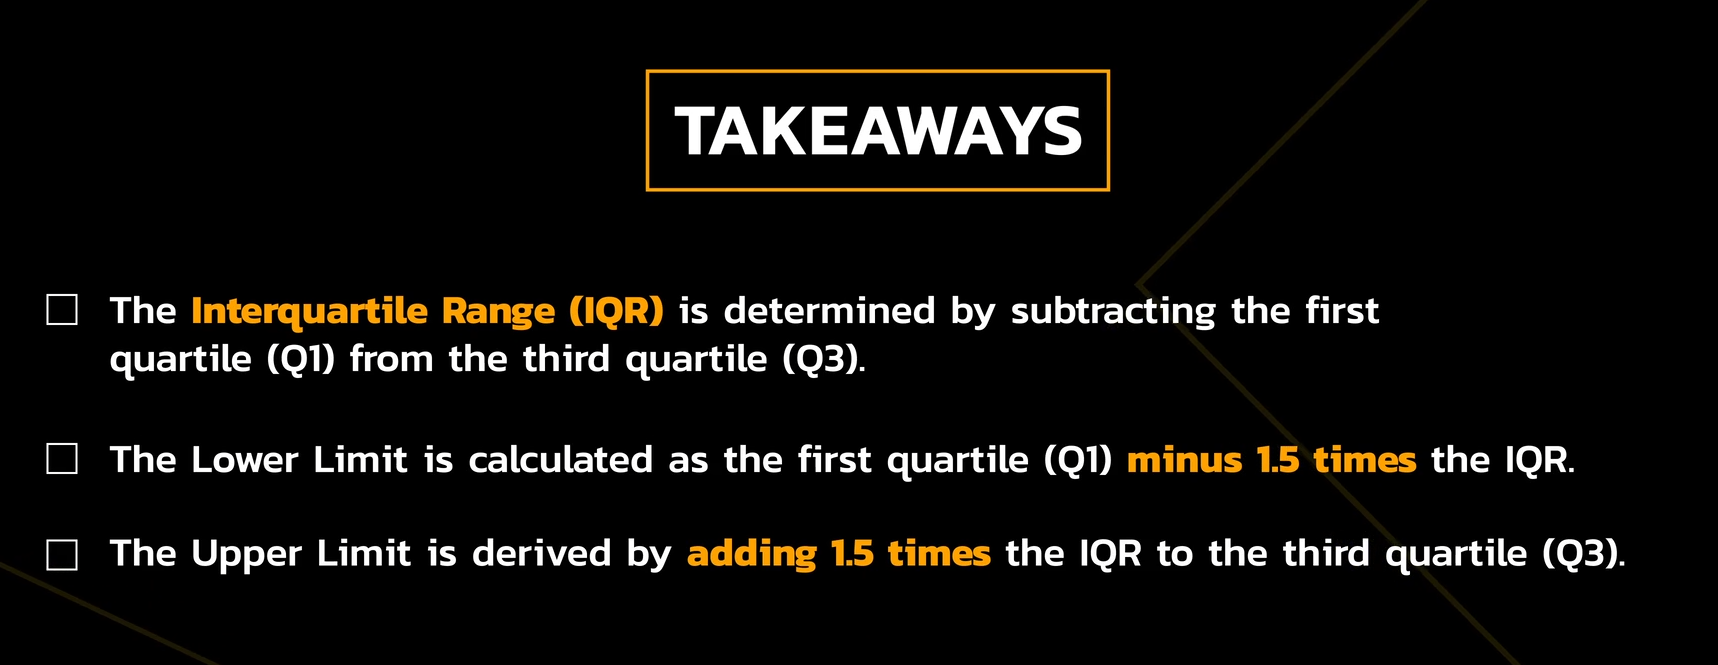 TAKEAWAYS
The Interquartile Range (IQR) is determined by subtracting the first
quartile (Q1) from the third quartile (Q3).
The Lower Limit is calculated as the first quartile (Q1) minus 1.5 times the IQR.
The Upper Limit is derived by adding 1.5 times the IQR to the third quartile (Q3).